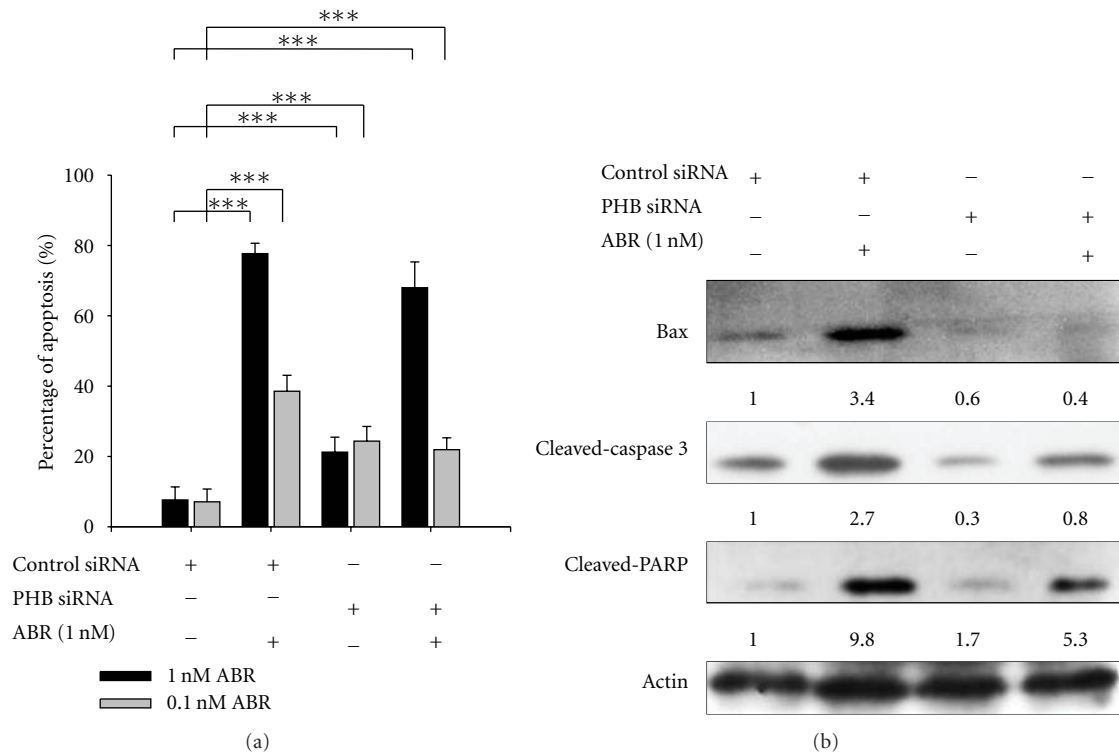 ∗∗∗
∗∗∗
∗∗∗
∗∗∗
∗∗∗
∗∗∗
Percentage of apoptosis (%)
100
80
60
40
20
0
Control siRNA + + − −
PHB siRNA − − + +
ABR (1 nM) − + − +
1 nM ABR
0.1 nM ABR
(a)
Control siRNA + + − −
PHB siRNA − − + +
ABR (1 nM) − + − +
Bax
1 3.4 0.6 0.4
Cleaved-caspase 3
1 2.7 0.3 0.8
Cleaved-PARP
1 9.8 1.7 5.3
Actin
(b)